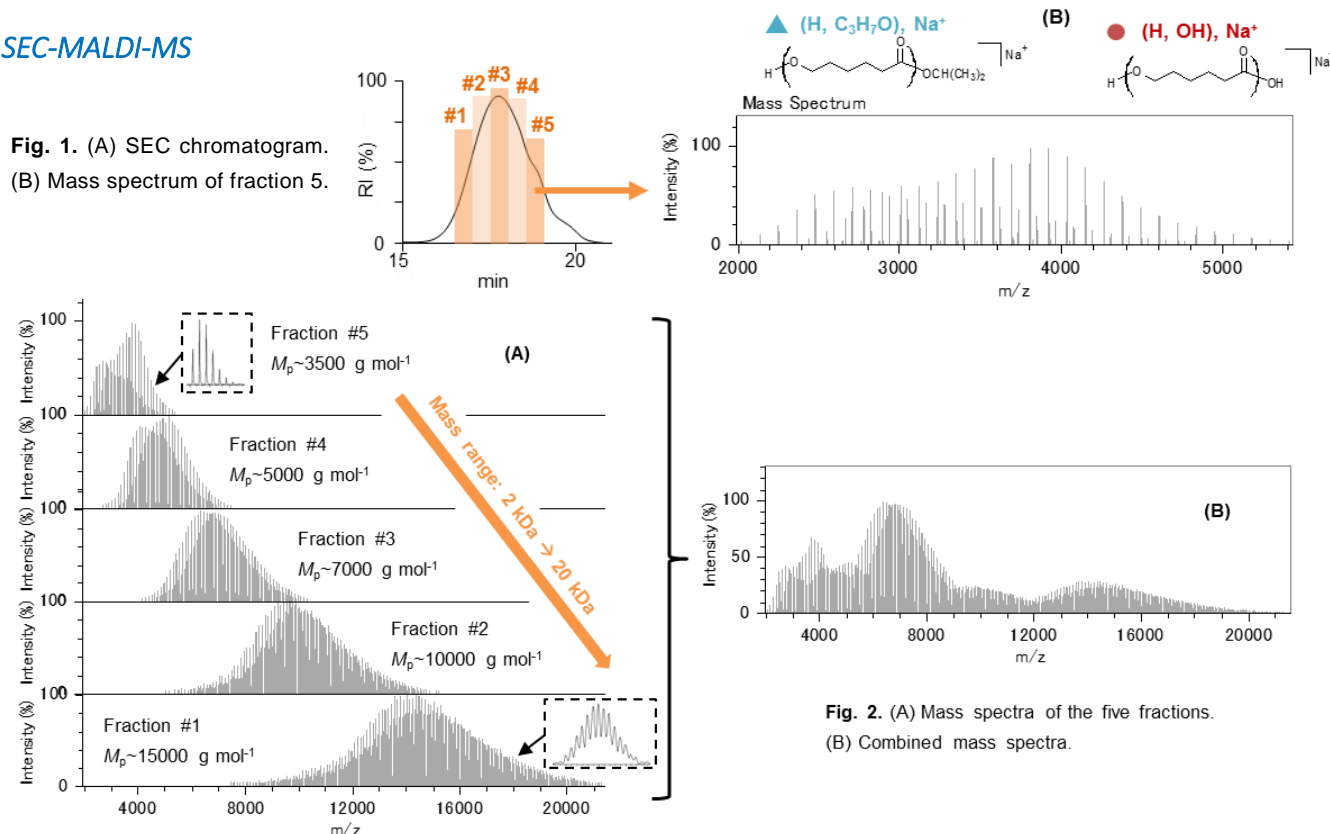 SEC-MALDI-MS
Fig. 1. (A) SEC chromatogram.
(B) Mass spectrum of fraction 5.
100
0
RI (%)
#1
#2
#3
#4
#5
15
20
min
(H, C3H7O), Na+
(B)
(H, OH), Na+
H
O
O
OCH(CH3)2
Na+
H
O
O
OH
Na
Mass Spectrum
Intensity (%)
100
0
2000
3000
4000
5000
m/z
Intensity (%)
100
Fraction #5
Mp~3500 g mol-1
(A)
Intensity (%)
100
Fraction #4
Mp~5000 g mol-1
Intensity (%)
100
Fraction #3
Mp~7000 g mol-1
Intensity (%)
100
Fraction #2
Mp~10000 g mol-1
Intensity (%)
100
Fraction #1
Mp~15000 g mol-1
0
4000
8000
12000
16000
20000
m/z
Mass range: 2 kDa → 20 kDa
(B)
Intensity (%)
100
50
0
4000
8000
12000
16000
20000
m/z
Fig. 2. (A) Mass spectra of the five fractions.
(B) Combined mass spectra.